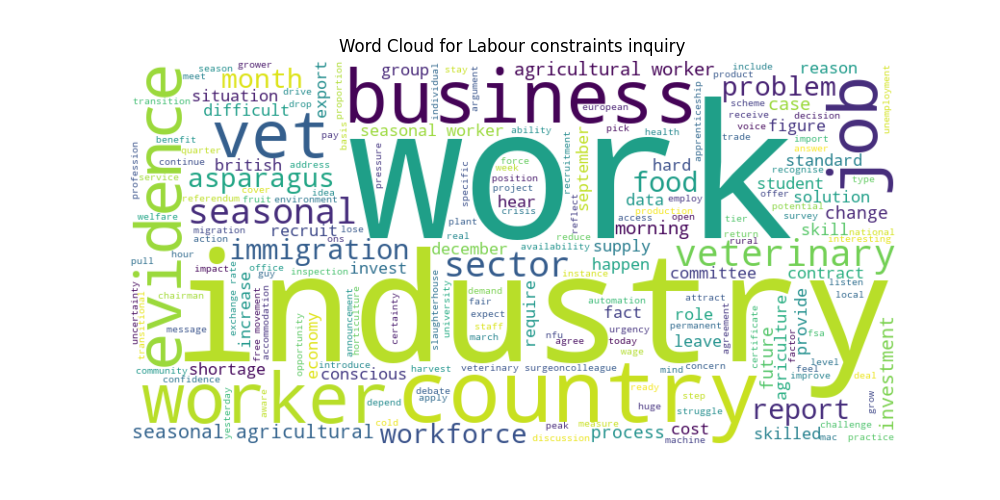 Word Cloud for Labour constraints inquiry
work
industry
business
country
worker
evidence
job
vet
veterinary
sector
seasonal
asparagus
immigration
workforce
report
food
problem
month
agricultural worker
group
seasonal worker
situation
difficult
export
british
recruit
season
grower
meet
drive
drop
transition
benefit
quarter
continue
address
idea
pay
basis
proportion
individual
stay
argument
include
product
scheme
receive
decision
voice
trade
import
answer
reason
case
figure
standard
recognise
student
offer
type
solution
potential
survey
change
skill
national
interesting
unemployment
european
pick
health
ability
apprenticeship
hard
data
employ
access
open
morning
production
tier
return
rural
supply
happen
committee
contract
listen
local
profession
service
welfare
referendum
cover
fruit
environment
migration
action
ons
lose
pressure
specific
force
week
position
project
crisis
hear
recruitment
september
reflect
reduce
plant
real
december
availability
invest
pull
hour
impact
office
inspection
guy
chairman
uncertainty
transitional
message
exchange rate
increase
free movement
accommodation
opportunity
economy
announcement
horticulture
certainty
slaughterhouse
university
demand
fair
expect
staff
march
require
instance
automation
fact
nfu
agree
urgency
today
wage
attract
role
permanent
leave
agreement
certificate
future
agriculture
factor
provide
fsa
level
feel
improve
deal
investment
grow
community
confidence
shortage
introduce
conscious
harvest
veterinary surgeon
colleague
mind
concern
yesterday
aware
depend
debate
apply
ready
huge
step
struggle
seasonal agricultural
cold
peak
discussion
measure
process
cost
machine
skilled
mac
challenge
practice